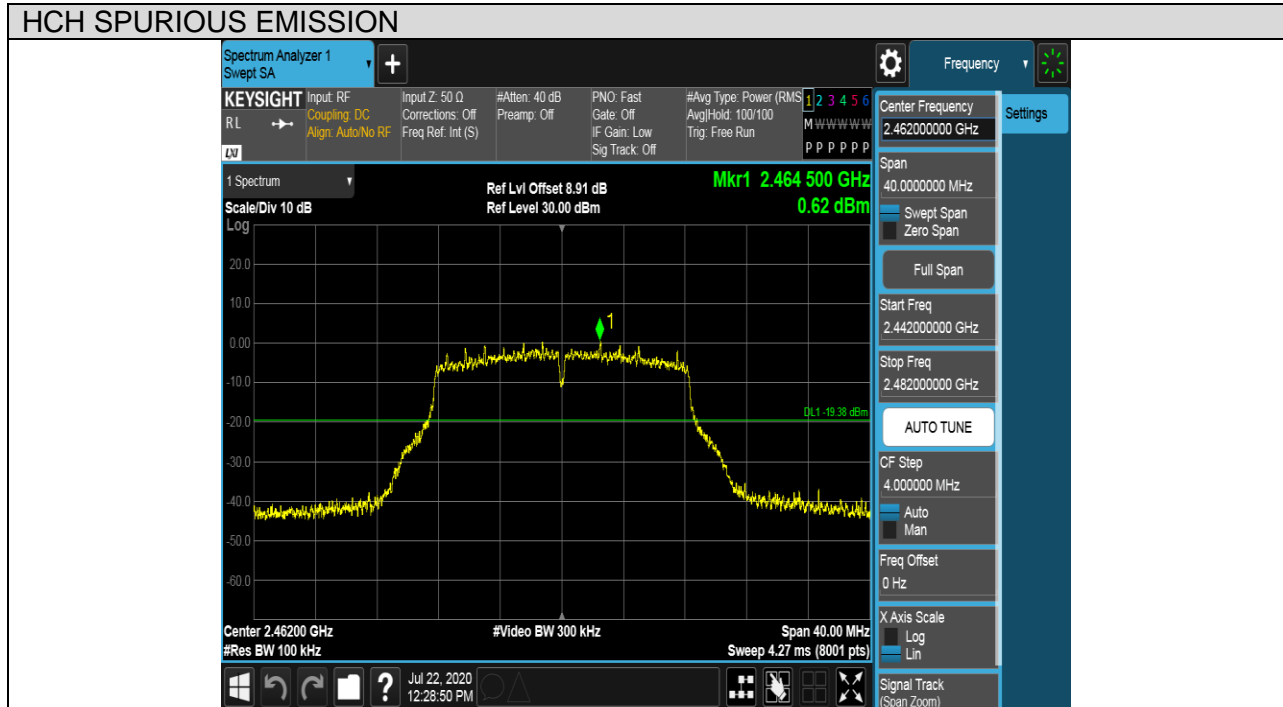 HCH SPURIOUS EMISSION
Spectrum Analyzer 1
Swept SA
+
Frequency
KEYSIGHT
RL
LXI
Input: RF
Coupling: DC
Align: Auto/No RF
Input Z: 50 Ω
Corrections: Off
Freq Ref: Int (S)
#Atten: 40 dB
Preamp: Off
PNO: Fast
Gate: Off
IF Gain: Low
Sig Track: Off
#Avg Type: Power (RMS
Avg|Hold: 100/100
Trig: Free Run
1 2 3 4 5 6
M W W W W W
P P P P P P
1 Spectrum
Scale/Div 10 dB
Ref Lvl Offset 8.91 dB
Ref Level 30.00 dBm
Mkr1 2.464 500 GHz
0.62 dBm
Log
20.0
10.0
0.00
-10.0
-20.0
-30.0
-40.0
-50.0
-60.0
1
DL1 -19.38 dBm
Center 2.46200 GHz
#Res BW 100 kHz
#Video BW 300 kHz
Span 40.00 MHz
Sweep 4.27 ms (8001 pts)
?
Jul 22, 2020
12:28:50 PM
Center Frequency
2.462000000 GHz
Settings
Span
40.0000000 MHz
Swept Span
Zero Span
Full Span
Start Freq
2.442000000 GHz
Stop Freq
2.482000000 GHz
AUTO TUNE
CF Step
4.000000 MHz
Auto
Man
Freq Offset
0 Hz
X Axis Scale
Log
Lin
Signal Track
(Span Zoom)